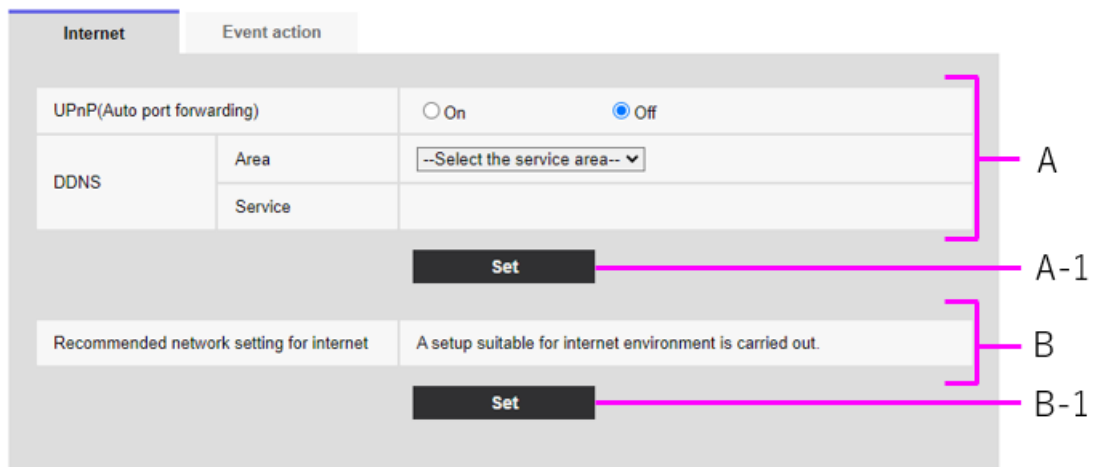 Internet Event action
UPnP(Auto port forwarding) On Off
A
DDNS Area --Select the service area--
Service
Set A-1
Recommended network setting for internet A setup suitable for internet environment is carried out. B
Set B-1